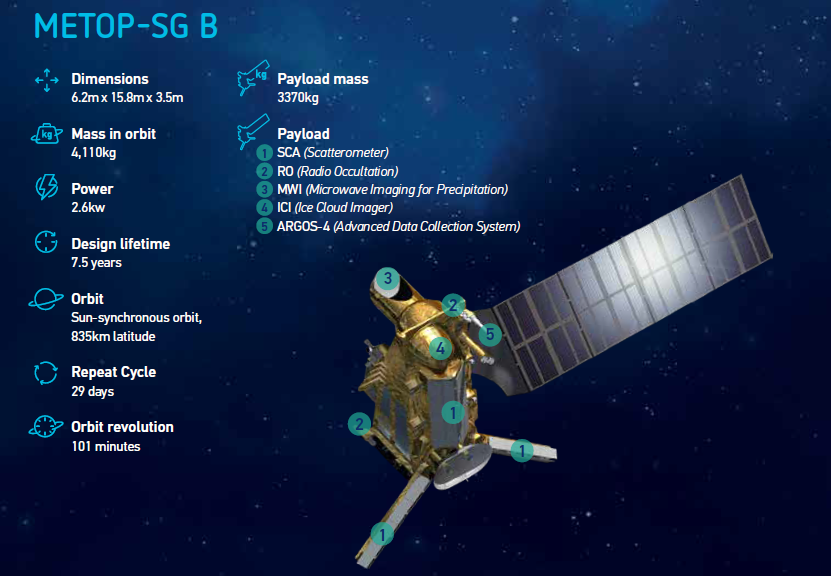 METOP-SG B
Dimensions
6.2m x 15.8m x 3.5m
kg
Mass in orbit
4,110kg
Power
2.6kw
Design lifetime
7.5 years
Orbit
Sun-synchronous orbit,
835km latitude
Repeat Cycle
29 days
Orbit revolution
101 minutes
kg
Payload mass
3370kg
Payload
1 SCA (Scatterometer)
2 RO (Radio Occultation)
3 MWI (Microwave Imaging for Precipitation)
4 ICI (Ice Cloud Imager)
5 ARGOS-4 (Advanced Data Collection System)
3
2
5
4
1
2
1
1